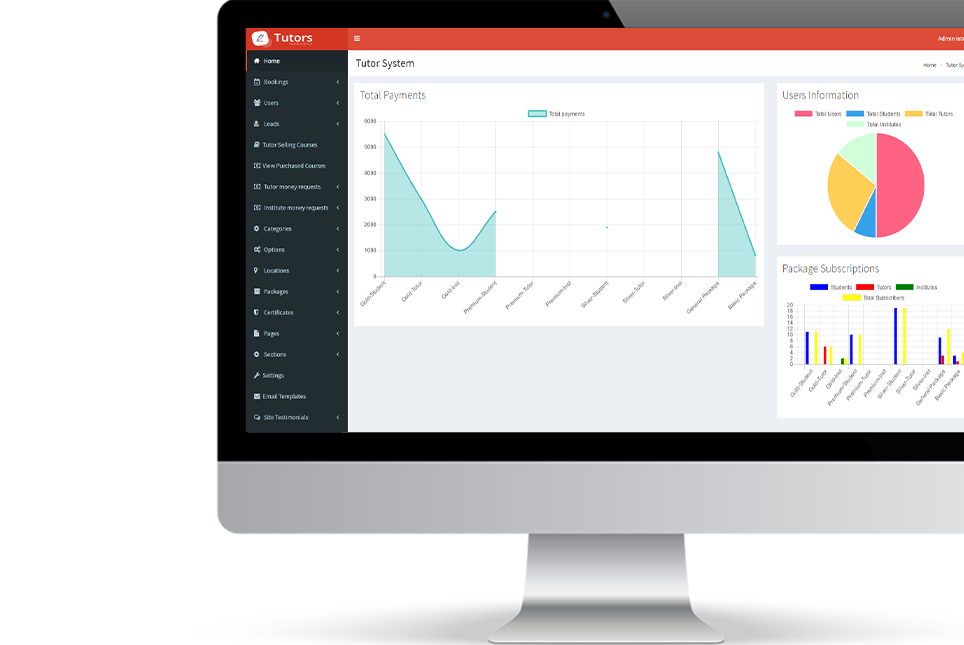 Tutors
Administ
Home
Bookings
Users
Leads
Tutor Selling Courses
View Purchased Courses
Tutor money requests
Institute money requests
Categories
Options
Locations
Packages
Certificates
Pages
Sections
Settings
Email Templates
Site Testimonials
Tutor System
Home > Tutor Sy
Total Payments
Total payments
6000
5000
4000
3000
2000
1000
0
Gold-Student
Gold-Tutor
Gold-Inst
Premium-Student
Premium-Tutor
Premium-Inst
Silver-Student
Silver-Tutor
Silver-Inst
General Package
Basic Package
Users Information
Total Users Total Students Total Tutors
Total Institutes
Package Subscriptions
Students Tutors Institutes
Total Subscribers
20
18
16
14
12
10
8
6
4
2
0
Gold-Student
Gold-Tutor
Gold-Inst
Premium-Student
Premium-Tutor
Premium-Inst
Silver-Student
Silver-Tutor
Silver-Inst
General Package
Basic Package